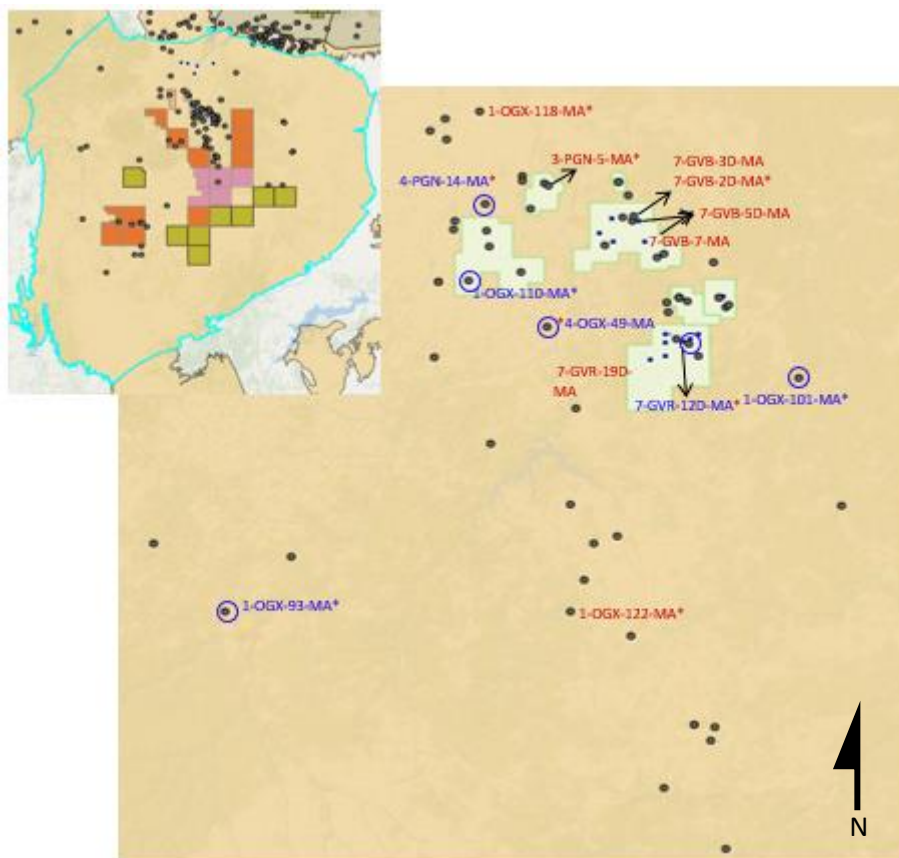 1-OGX-118-MA*
3-PGN-5-MA*
7-GVB-3D-MA
4-PGN-14-MA*
7-GVB-2D-MA*
7-GVB-5D-MA
7-GVB-7-MA
1-OGX-110-MA*
*4-OGX-49-MA
7-GVR-19D-
MA
7-GVR-12D-MA*
1-OGX-101-MA*
1-OGX-93-MA*
1-OGX-122-MA*
N